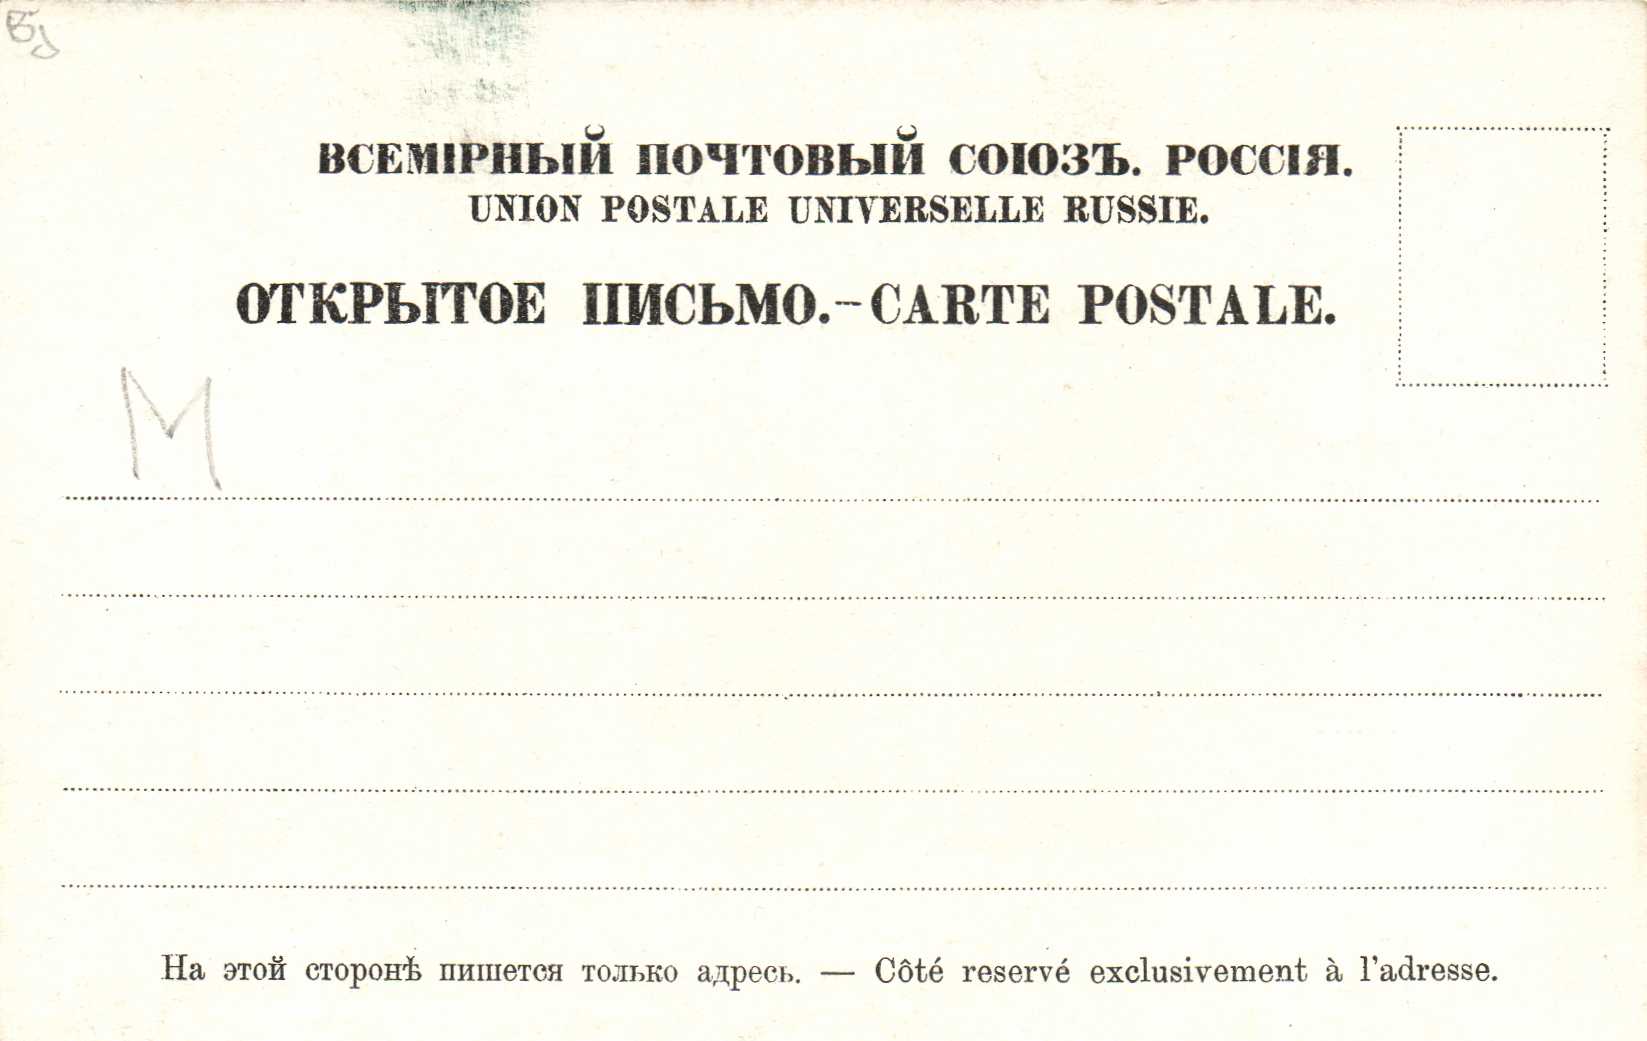 ВСЕМІРНЫЙ ПОЧТОВЫЙ СОЮЗЪ. РОССІЯ.
UNION POSTALE UNIVERSELLE RUSSIE.
ОТКРЫТОЕ ПИСЬМО.-CARTE POSTALE.
М
На этой сторонѣ пишется только адресь. — Côté reservé exclusivement à l'adresse.